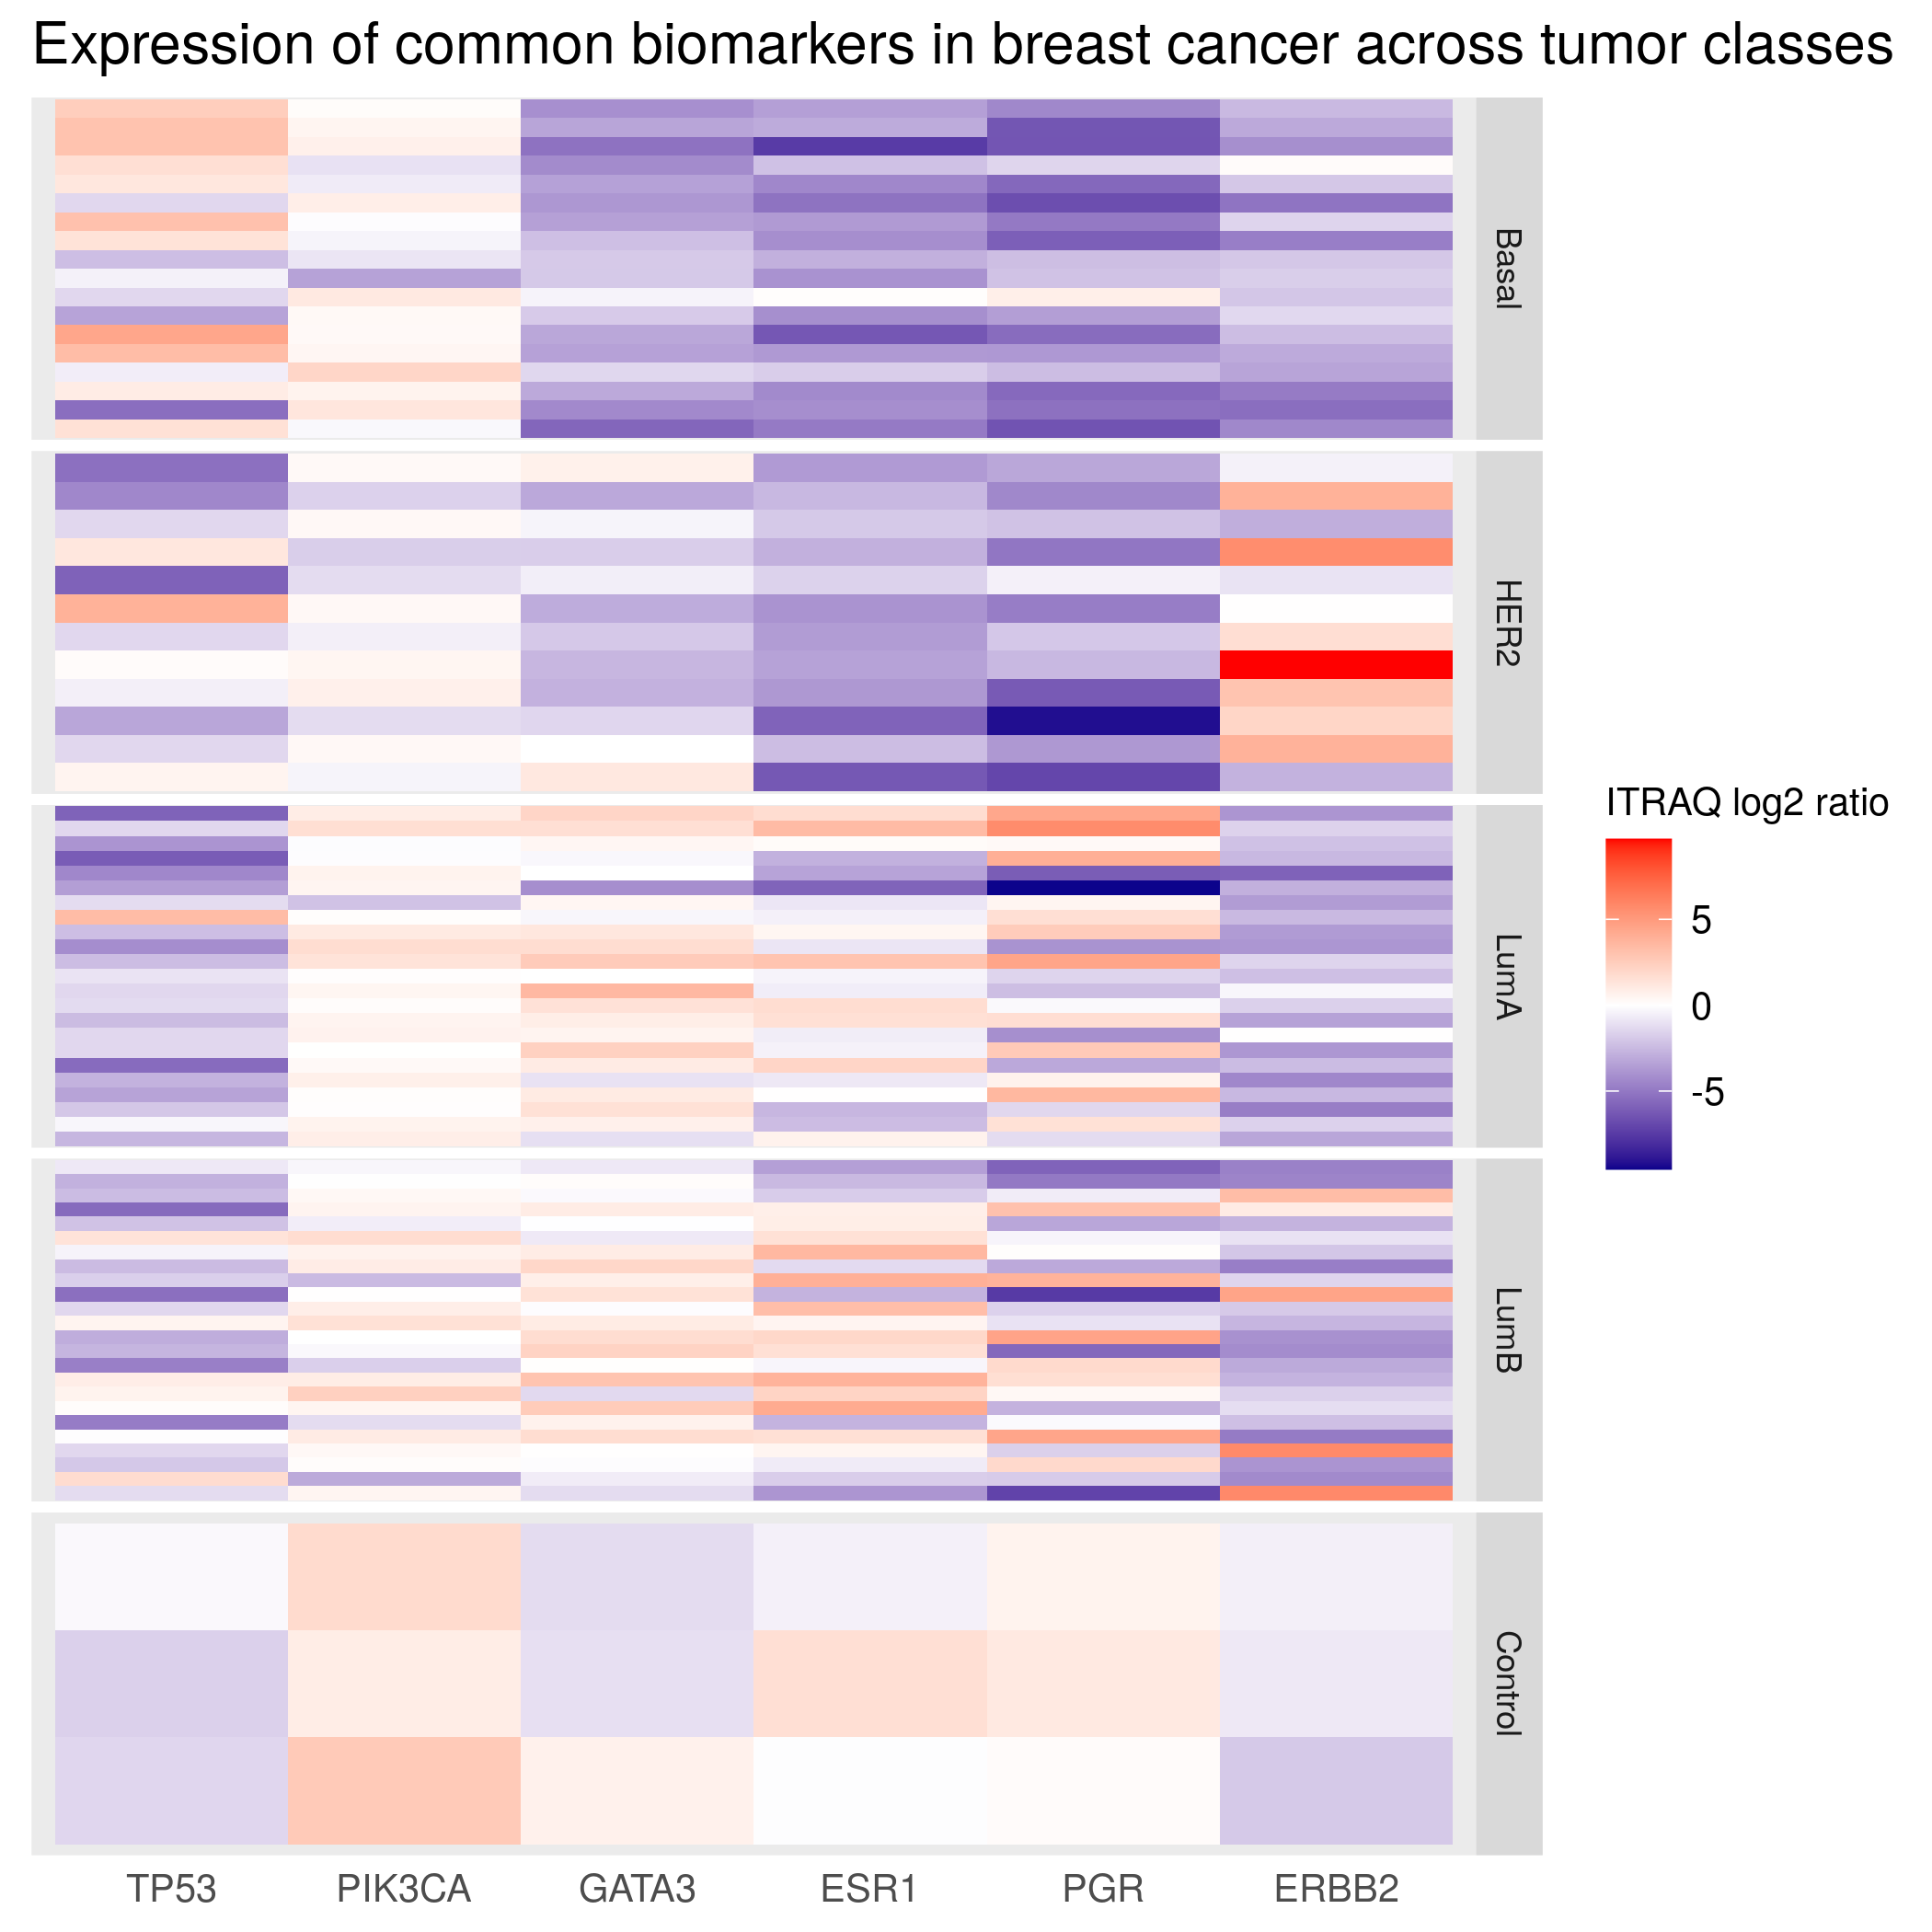 Expression of common biomarkers in breast cancer across tumor classes
Basal
HER2
LumA
LumB
Control
ITRAQ log2 ratio
5
0
-5
TP53 PIK3CA GATA3 ESR1 PGR ERBB2